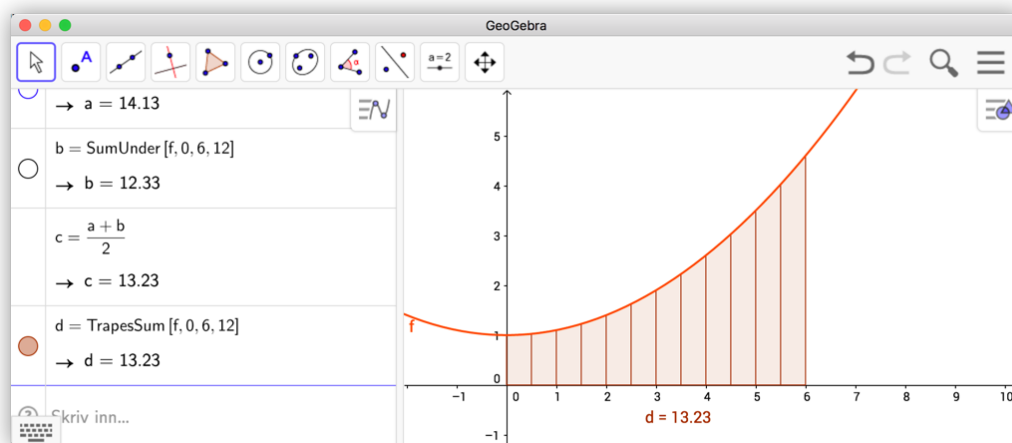 GeoGebra
A
α
a=2
→ a = 14.13
b = SumUnder [f, 0, 6, 12]
→ b = 12.33
c = (a + b) / 2
→ c = 13.23
d = TrapesSum [f, 0, 6, 12]
→ d = 13.23
Skriv inn...
5
4
3
2
1
0
−1
f
−1 0 1 2 3 4 5 6 7 8 9 10
d = 13.23